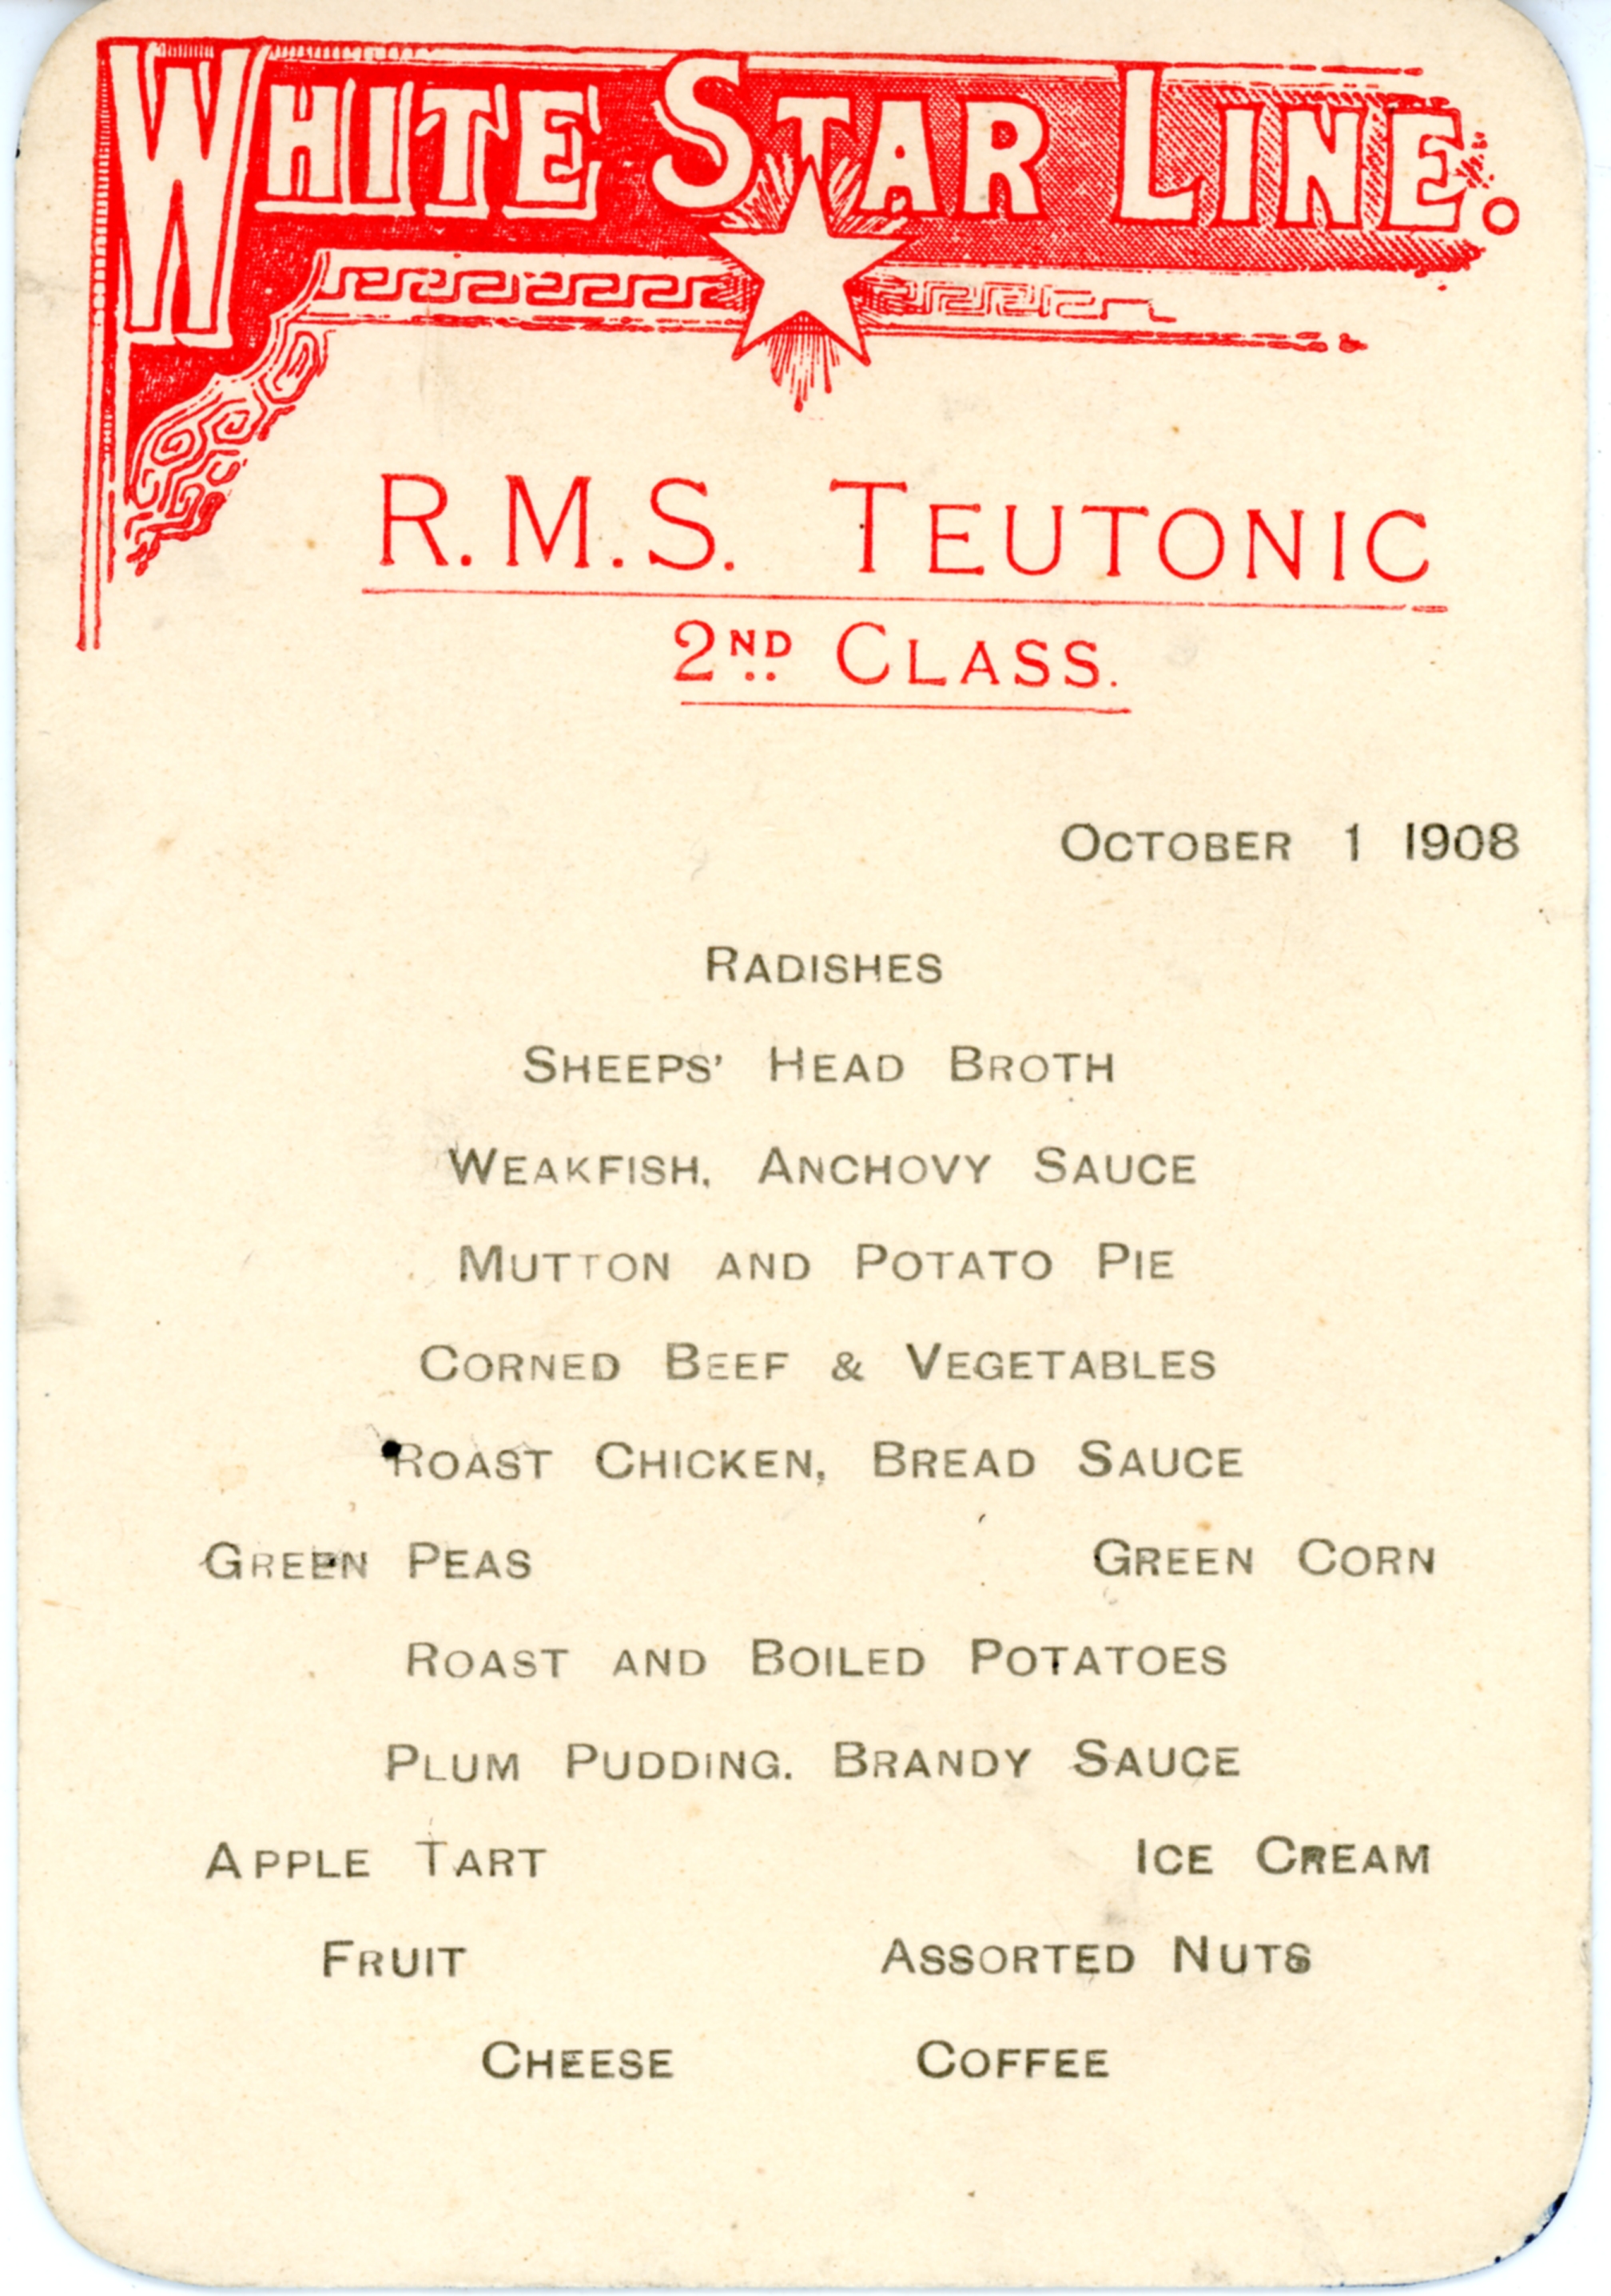 WHITE STAR LINE.
R.M.S. TEUTONIC
2ND CLASS.
OCTOBER 1 1908
RADISHES
SHEEPS' HEAD BROTH
WEAKFISH, ANCHOVY SAUCE
MUTTON AND POTATO PIE
CORNED BEEF & VEGETABLES
ROAST CHICKEN, BREAD SAUCE
GREEN PEAS GREEN CORN
ROAST AND BOILED POTATOES
PLUM PUDDING. BRANDY SAUCE
APPLE TART ICE CREAM
FRUIT ASSORTED NUTS
CHEESE COFFEE